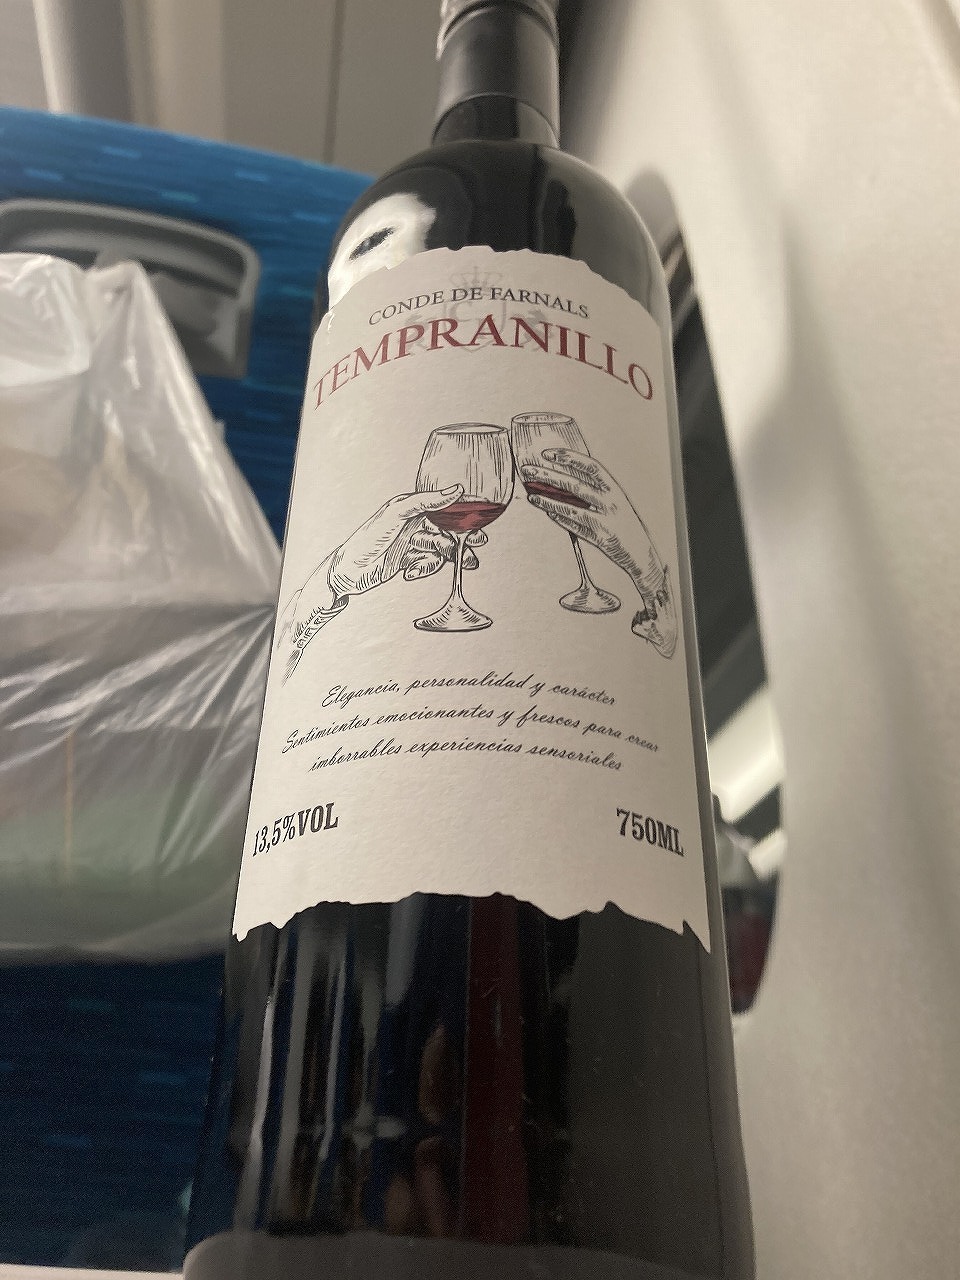 CONDE DE FARNALS
TEMPRANILLO
Elegancia, personalidad y carácter
Sentimientos emocionantes y frescos para crear
imborrables experiencias sensoriales
13,5%VOL
750ML